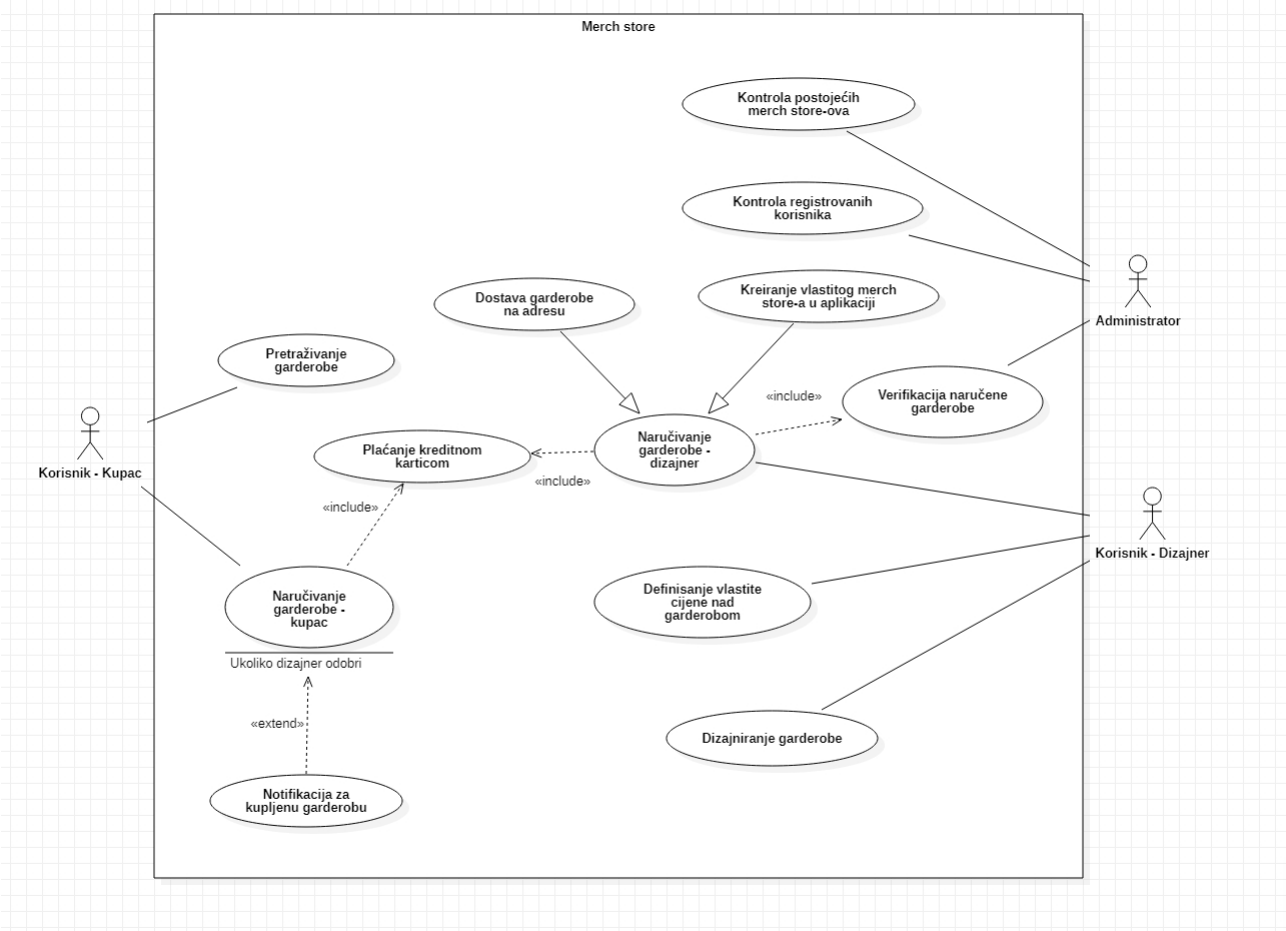 Merch store
Kontrola postojećih
merch store-ova
Kontrola registrovanih
korisnika
Kreiranje vlastitog merch
store-a u aplikaciji
Dostava garderobe
na adresu
Administrator
Pretraživanje
garderobe
«include»
Verifikacija naručene
garderobe
Korisnik - Kupac
Plaćanje kreditnom
karticom
Naručivanje
garderobe -
dizajner
«include»
«include»
Korisnik - Dizajner
Naručivanje
garderobe -
kupac
Ukoliko dizajner odobri
Definisanje vlastite
cijene nad
garderobom
«extend»
Dizajniranje garderobe
Notifikacija za
kupljenu garderobu